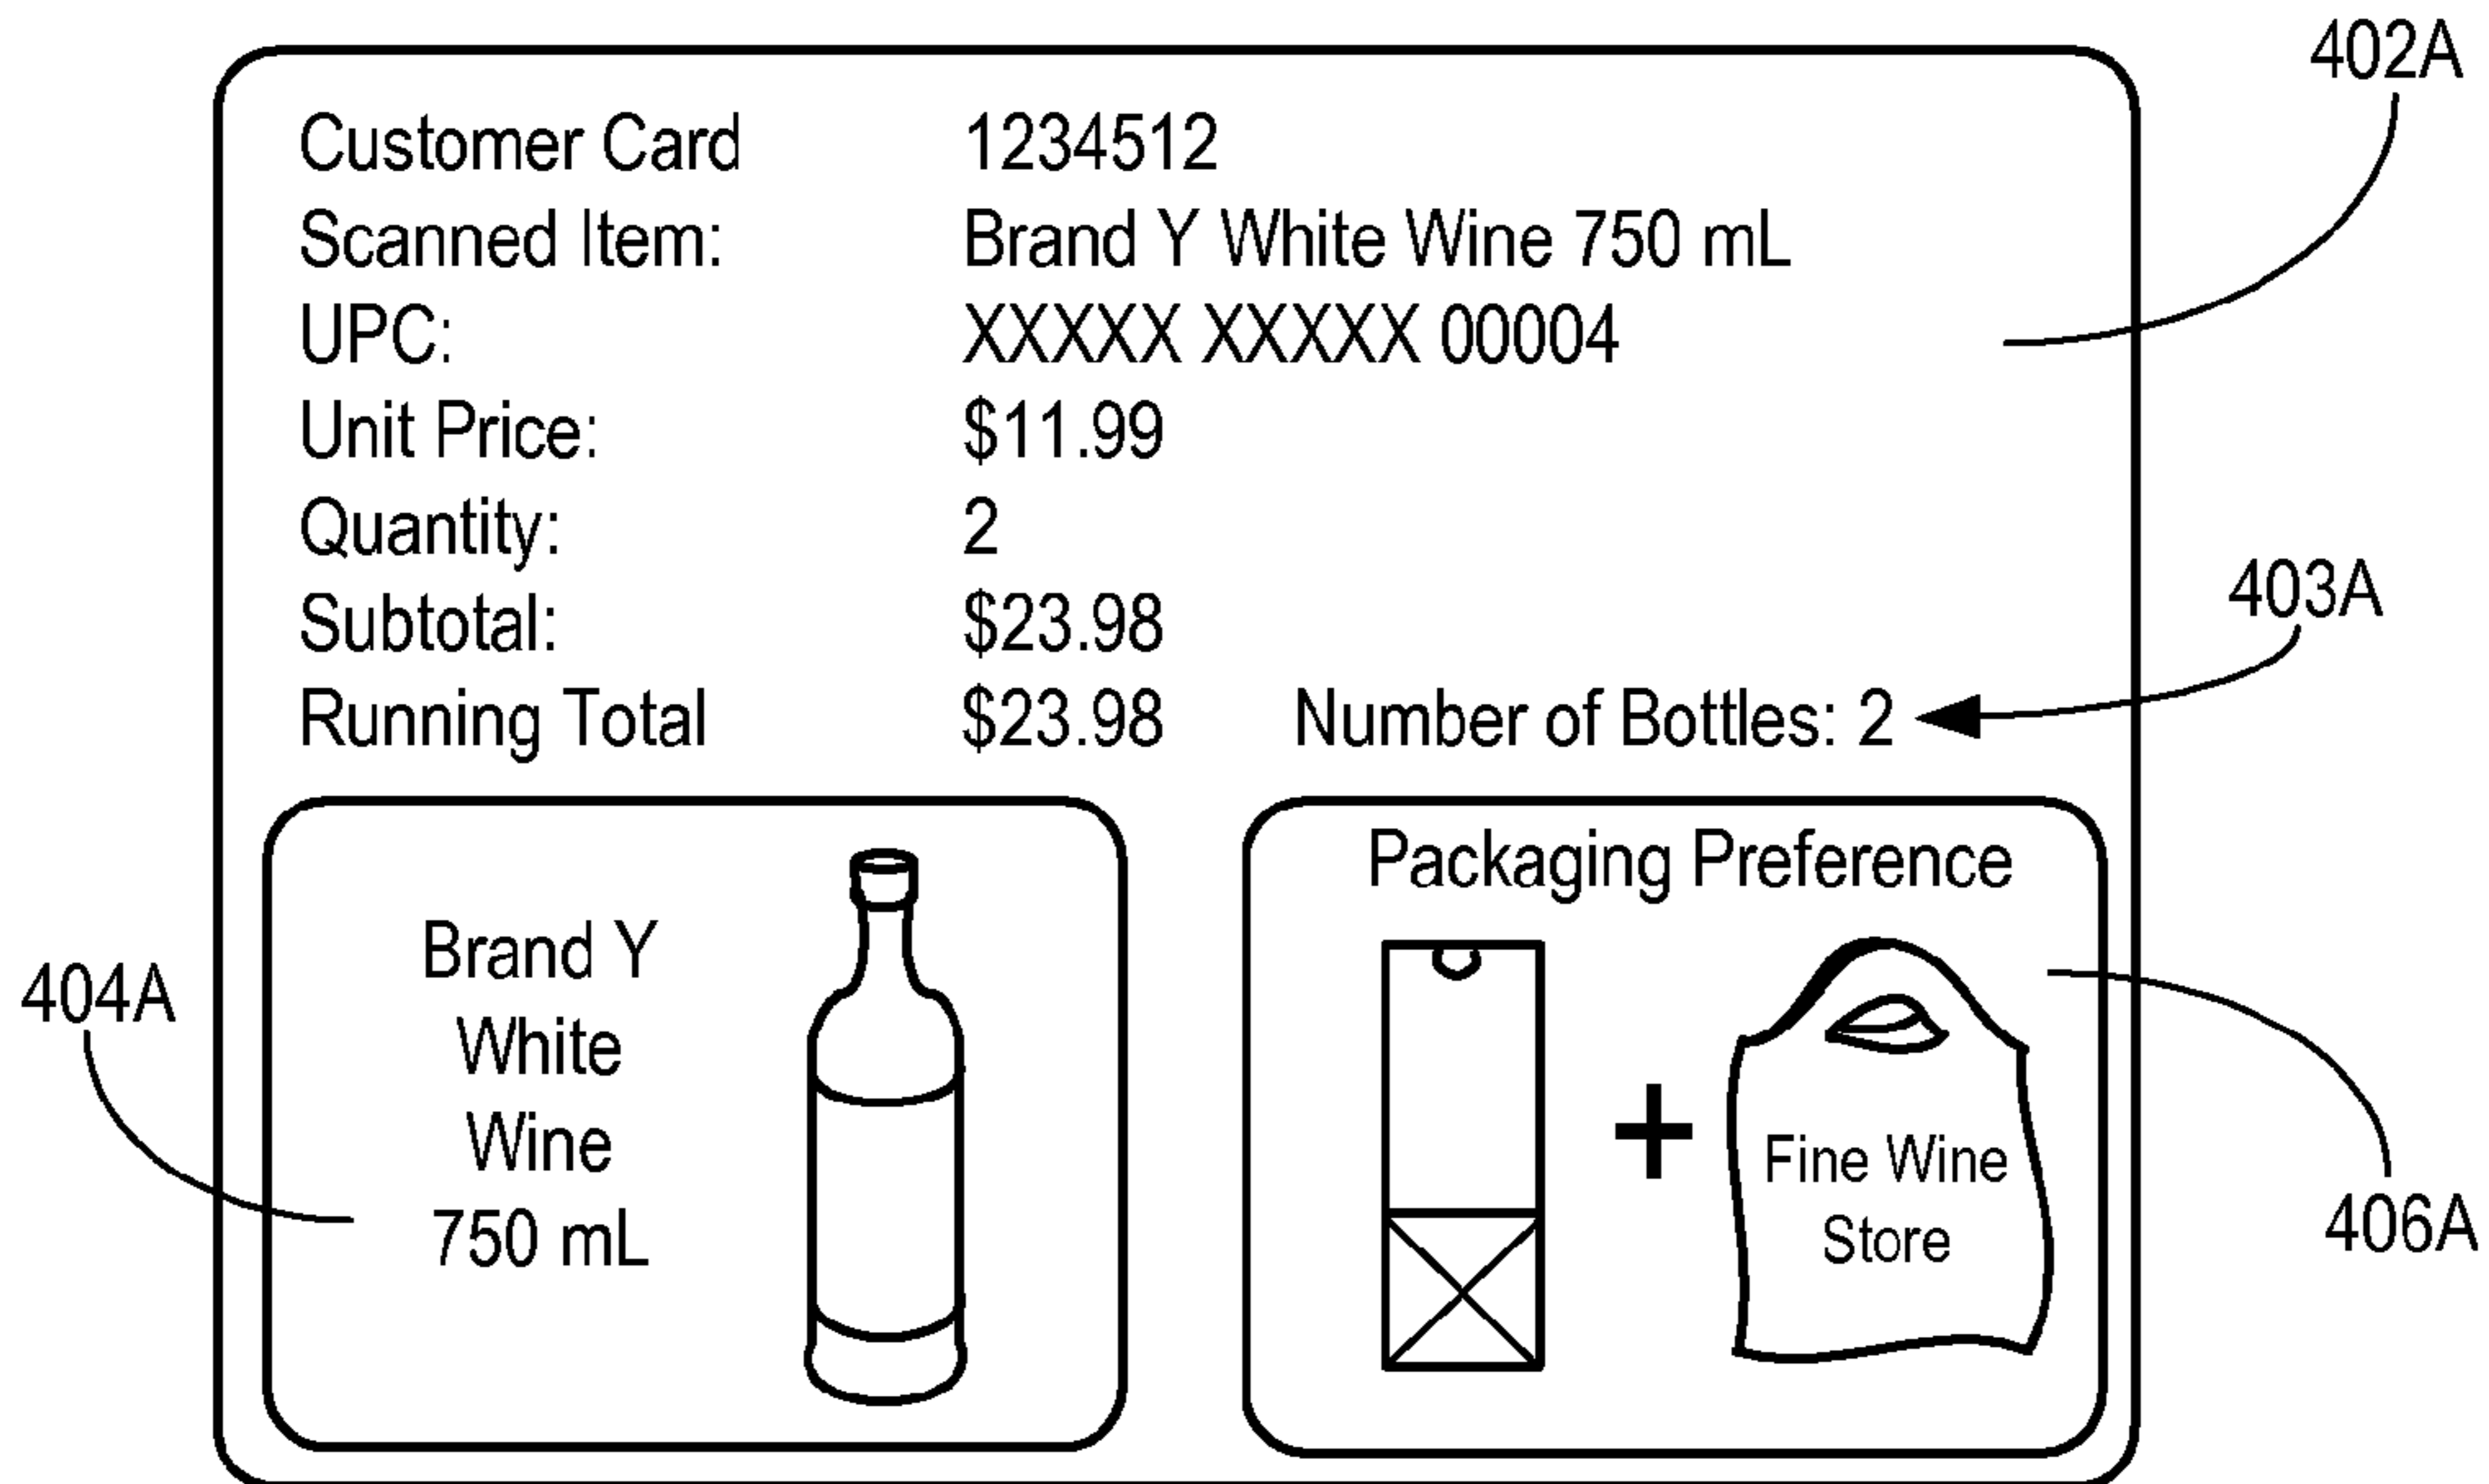 402A
Customer Card 1234512
Scanned Item: Brand Y White Wine 750 mL
UPC: XXXXX XXXXX 00004
Unit Price: $11.99
Quantity: 2
Subtotal: $23.98
403A
Running Total $23.98 Number of Bottles: 2
404A
Brand Y
White
Wine
750 mL
Packaging Preference
+
Fine Wine
Store
406A